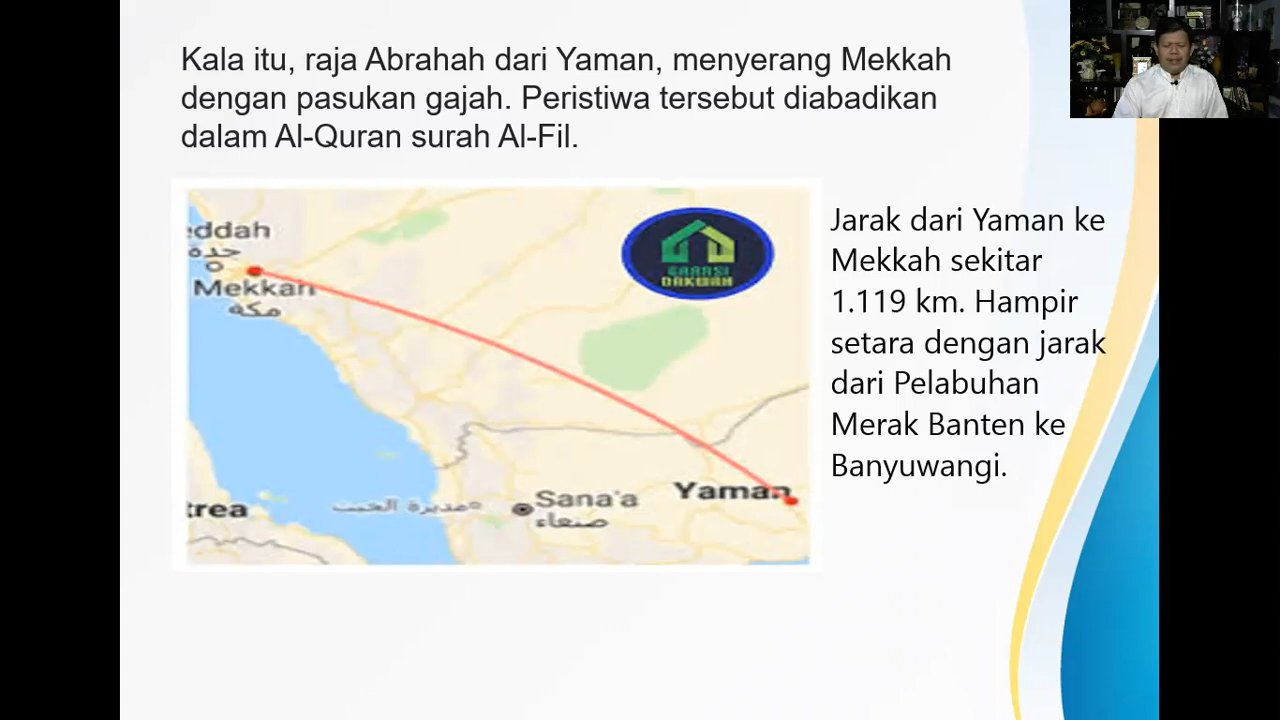 Kala itu, raja Abrahah dari Yaman, menyerang Mekkah
dengan pasukan gajah. Peristiwa tersebut diabadikan
dalam Al-Quran surah Al-Fil.
eddah
جدة
Mekkah
مكة
GARASI
DAKWAH
Yaman
Sana'a
صنعاء
trea
Jarak dari Yaman ke
Mekkah sekitar
1.119 km. Hampir
setara dengan jarak
dari Pelabuhan
Merak Banten ke
Banyuwangi.